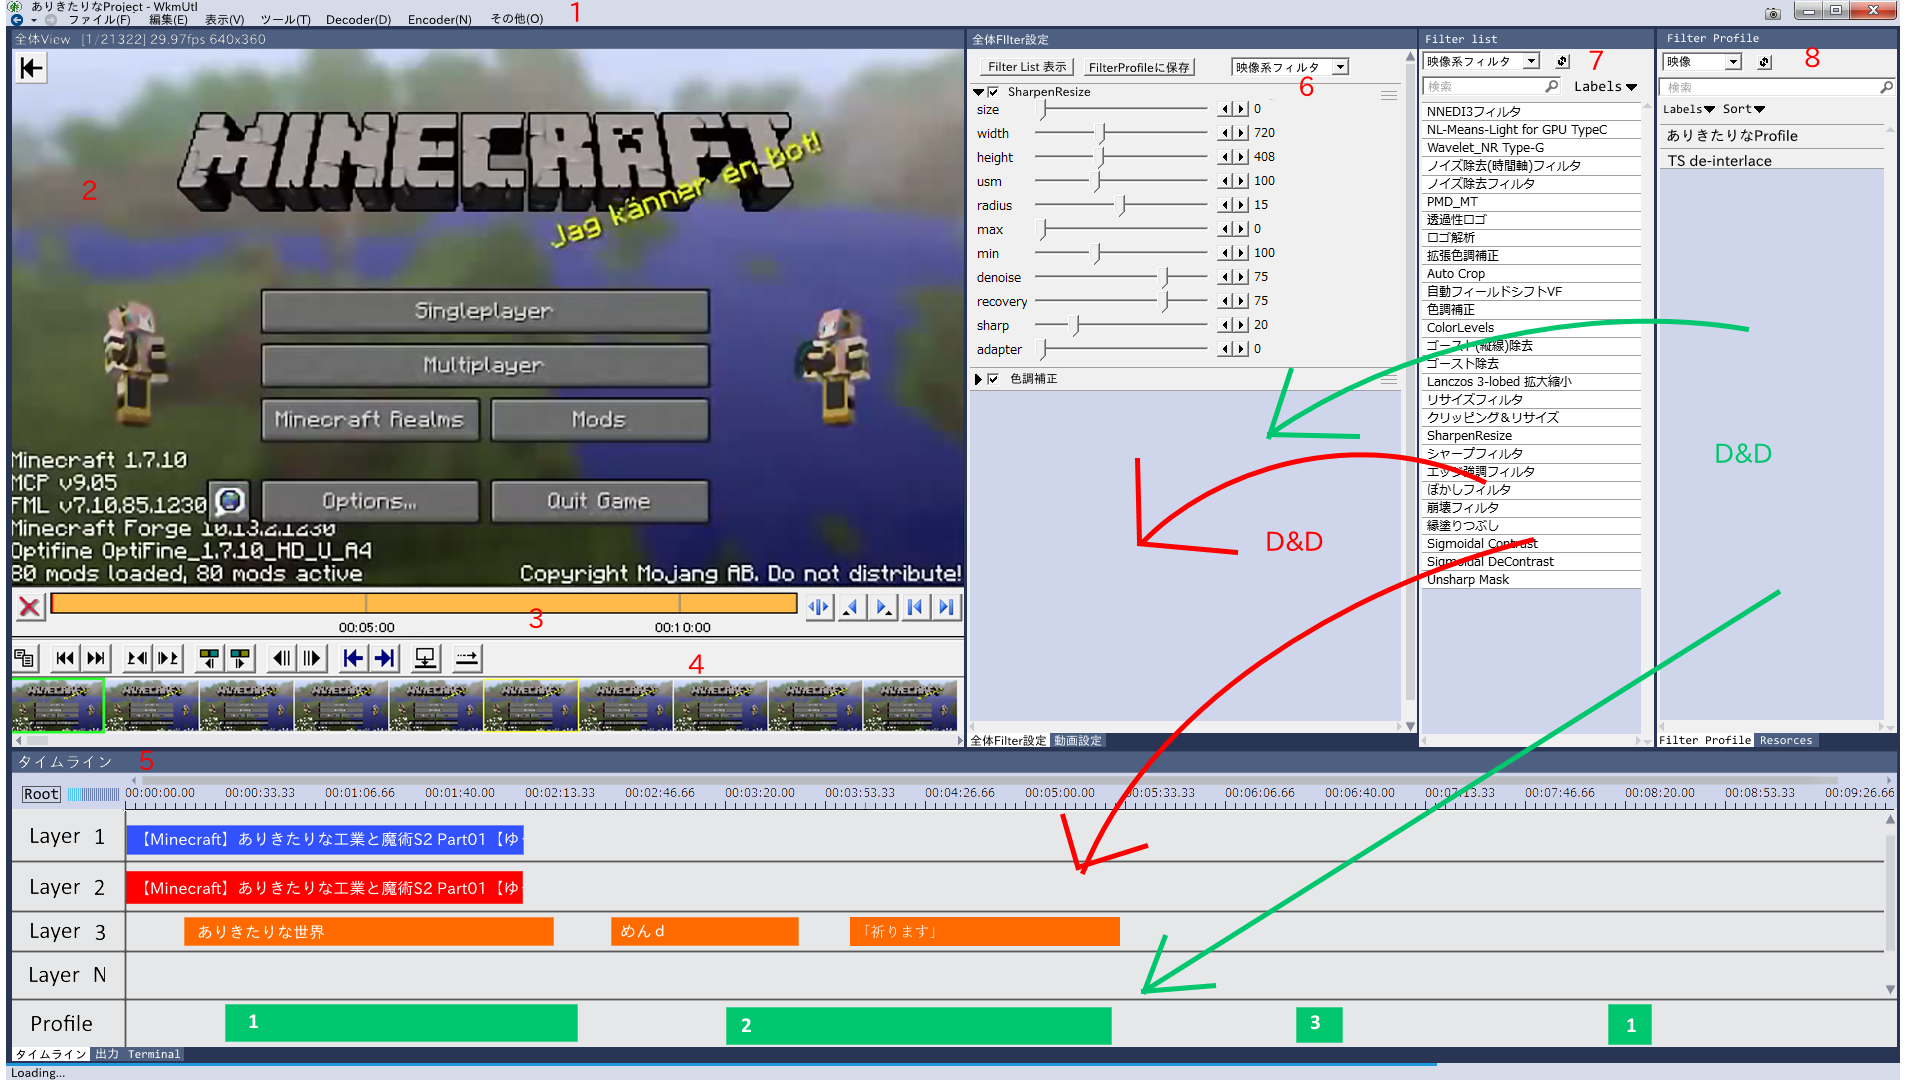 ありきたりなProject - WkmUtl
ファイル(F) 編集(E) 表示(V) ツール(T) Decoder(D) Encoder(N) その他(O)
1
全体View [1/21322] 29.97fps 640x360
MINECRAFT
Jag känner en bot!
2
Singleplayer
Multiplayer
Minecraft Realms Mods
Options... Quit Game
Minecraft 1.7.10
MCP v9.05
FML v7.10.85.1230
Minecraft Forge 10.13.2.1230
Optifine OptiFine_1.7.10_HD_U_A4
80 mods loaded, 80 mods active
Copyright Mojang AB. Do not distribute!
3
00:05:00 00:10:00
4
全体FIlter設定
Filter List 表示 FilterProfileに保存 映像系フィルタ
6
SharpenResize
size 0
width 720
height 408
usm 100
radius 15
max 0
min 100
denoise 75
recovery 75
sharp 20
adapter 0
色調補正
D&D
全体Filter設定 動画設定
Filter list
映像系フィルタ
7
検索 Labels
NNEDI3フィルタ
NL-Means-Light for GPU TypeC
Wavelet_NR Type-G
ノイズ除去(時間軸)フィルタ
ノイズ除去フィルタ
PMD_MT
透過性ロゴ
ロゴ解析
拡張色調補正
Auto Crop
自動フィールドシフトVF
色調補正
ColorLevels
ゴースト(縦線)除去
ゴースト除去
Lanczos 3-lobed 拡大縮小
リサイズフィルタ
クリッピング&リサイズ
SharpenResize
シャープフィルタ
エッジ強調フィルタ
ぼかしフィルタ
崩壊フィルタ
縁塗りつぶし
Sigmoidal Contrast
Sigmoidal DeContrast
Unsharp Mask
Filter Profile
映像
8
検索
Labels Sort
ありきたりなProfile
TS de-interlace
D&D
Filter Profile Resorces
タイムライン
5
Root 00:00:00.00 00:00:33.33 00:01:06.66 00:01:40.00 00:02:13.33 00:02:46.66 00:03:20.00 00:03:53.33 00:04:26.66 00:05:00.00 00:05:33.33 00:06:06.66 00:06:40.00 00:07:13.33 00:07:46.66 00:08:20.00 00:08:53.33 00:09:26.66
Layer 1 【Minecraft】ありきたりな工業と魔術S2 Part01【ゆ
Layer 2 【Minecraft】ありきたりな工業と魔術S2 Part01【ゆ
Layer 3 ありきたりな世界 めんd 「祈ります」
Layer N
Profile 1 2 3 1
タイムライン 出力 Terminal
Loading...